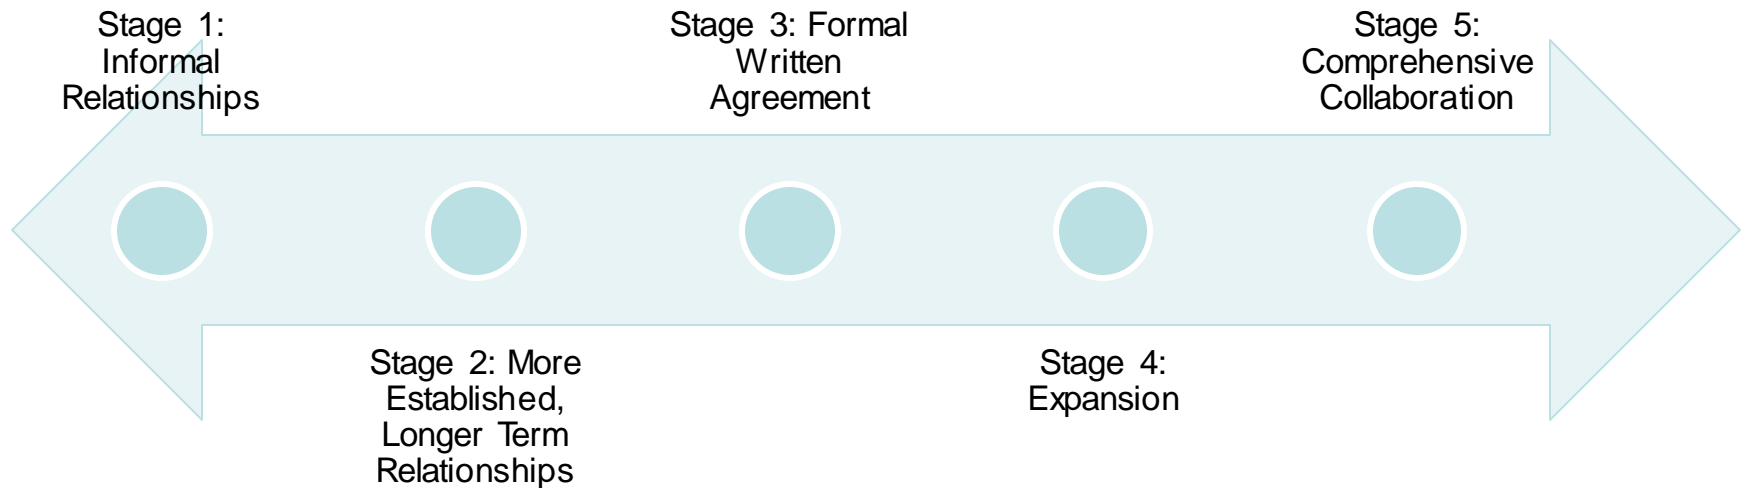 Stage 1:
Informal
Relationships
Stage 2: More
Established,
Longer Term
Relationships
Stage 3: Formal
Written
Agreement
Stage 4:
Expansion
Stage 5:
Comprehensive
Collaboration